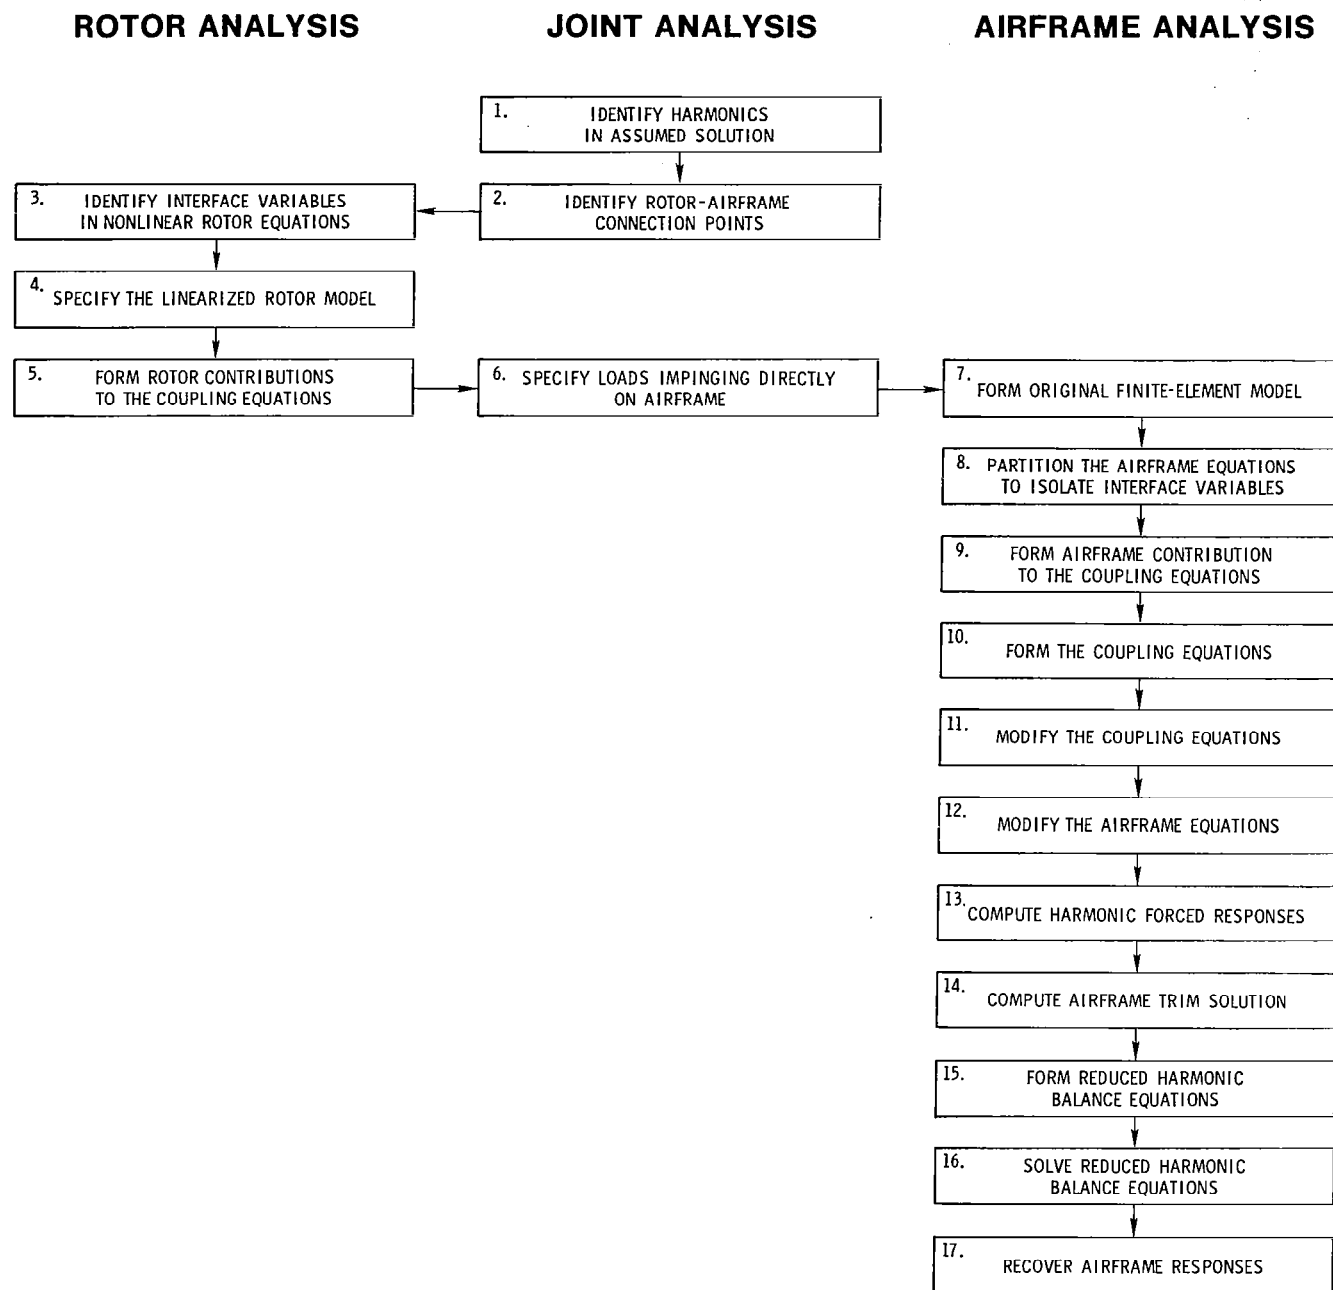 ROTOR ANALYSIS
JOINT ANALYSIS
AIRFRAME ANALYSIS
1. IDENTIFY HARMONICS
IN ASSUMED SOLUTION
2. IDENTIFY ROTOR-AIRFRAME
CONNECTION POINTS
3. IDENTIFY INTERFACE VARIABLES
IN NONLINEAR ROTOR EQUATIONS
4. SPECIFY THE LINEARIZED ROTOR MODEL
5. FORM ROTOR CONTRIBUTIONS
TO THE COUPLING EQUATIONS
6. SPECIFY LOADS IMPINGING DIRECTLY
ON AIRFRAME
7. FORM ORIGINAL FINITE-ELEMENT MODEL
8. PARTITION THE AIRFRAME EQUATIONS
TO ISOLATE INTERFACE VARIABLES
9. FORM AIRFRAME CONTRIBUTION
TO THE COUPLING EQUATIONS
10. FORM THE COUPLING EQUATIONS
11. MODIFY THE COUPLING EQUATIONS
12. MODIFY THE AIRFRAME EQUATIONS
13. COMPUTE HARMONIC FORCED RESPONSES
14. COMPUTE AIRFRAME TRIM SOLUTION
15. FORM REDUCED HARMONIC
BALANCE EQUATIONS
16. SOLVE REDUCED HARMONIC
BALANCE EQUATIONS
17. RECOVER AIRFRAME RESPONSES